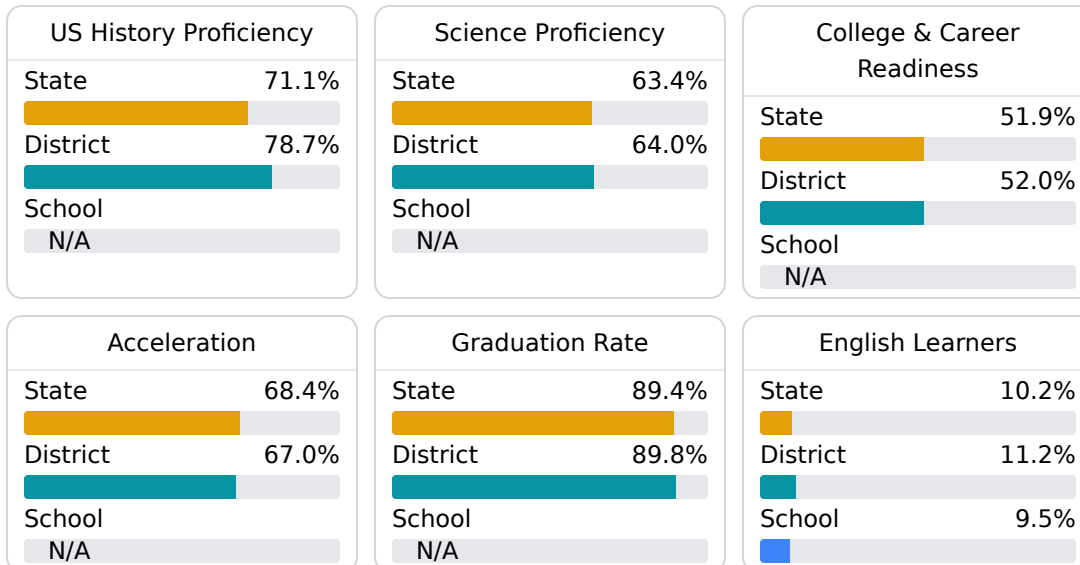 US History Proficiency
State 71.1%
District 78.7%
School
N/A
Science Proficiency
State 63.4%
District 64.0%
School
N/A
College & Career
Readiness
State 51.9%
District 52.0%
School
N/A
Acceleration
State 68.4%
District 67.0%
School
N/A
Graduation Rate
State 89.4%
District 89.8%
School
N/A
English Learners
State 10.2%
District 11.2%
School 9.5%